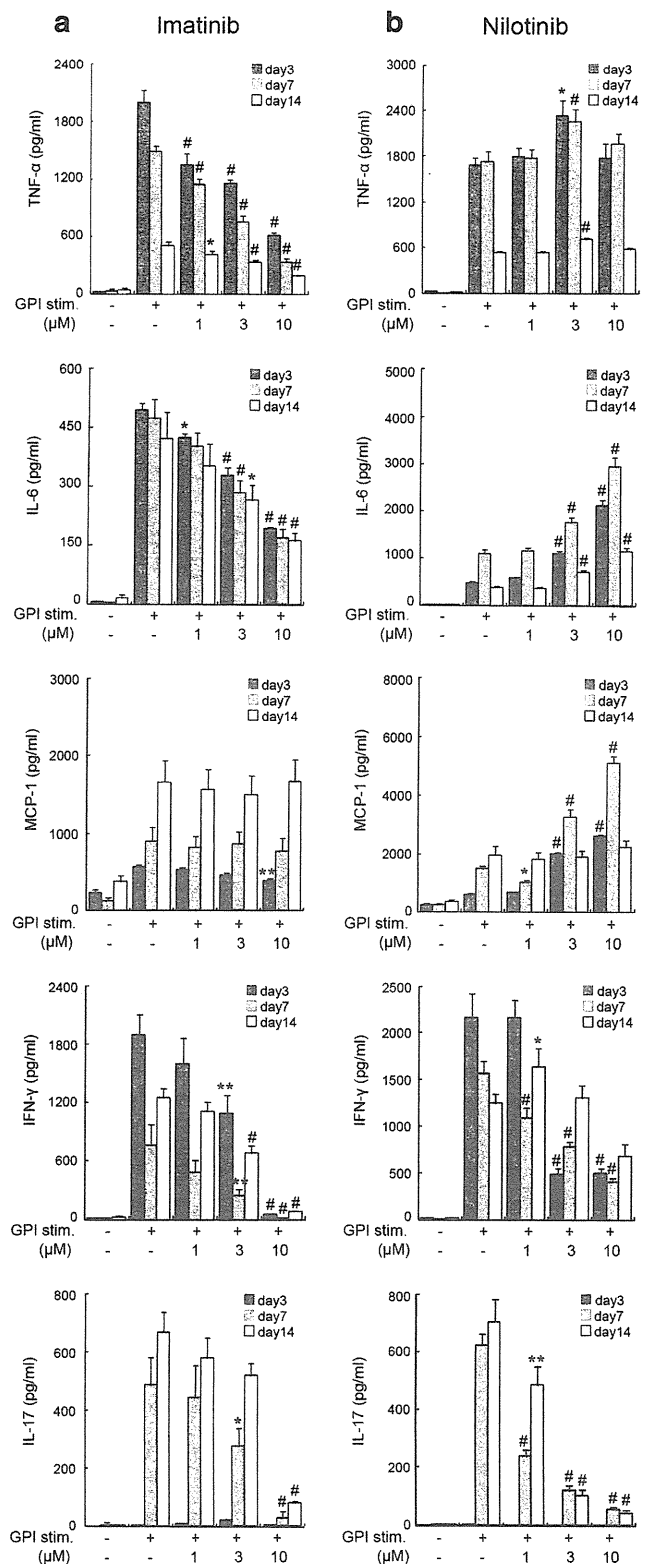 a Imatinib b Nilotinib
2400
1800
1200
600
0
TNF-α (pg/ml)
day3
day7
day14
# # * # # # # # #
GPI stim. - + + + +
(µM) - - 1 3 10
3000
2400
1800
1200
600
0
TNF-α (pg/ml)
day3
day7
day14
* # #
GPI stim. - + + + +
(µM) - - 1 3 10
600
450
300
150
0
IL-6 (pg/ml)
day3
day7
day14
* # # * # # #
GPI stim. - + + + +
(µM) - - 1 3 10
5000
4000
3000
2000
1000
0
IL-6 (pg/ml)
day3
day7
day14
# # # # # #
GPI stim. - + + + +
(µM) - - 1 3 10
3000
2000
1000
0
MCP-1 (pg/ml)
day3
day7
day14
**
GPI stim. - + + + +
(µM) - - 1 3 10
8000
6000
4000
2000
0
MCP-1 (pg/ml)
day3
day7
day14
* # # # #
GPI stim. - + + + +
(µM) - - 1 3 10
2400
1800
1200
600
0
IFN-γ (pg/ml)
day3
day7
day14
** ** # # # #
GPI stim. - + + + +
(µM) - - 1 3 10
2500
2000
1500
1000
500
0
IFN-γ (pg/ml)
day3
day7
day14
# * # # # #
GPI stim. - + + + +
(µM) - - 1 3 10
800
600
400
200
0
IL-17 (pg/ml)
day3
day7
day14
* # #
GPI stim. - + + + +
(µM) - - 1 3 10
800
600
400
200
0
IL-17 (pg/ml)
day3
day7
day14
# ** # # # #
GPI stim. - + + + +
(µM) - - 1 3 10